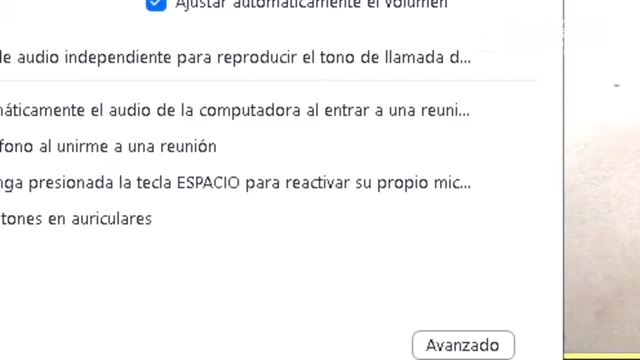 Ajustar automáticamente el volumen
de audio independiente para reproducir el tono de llamada d...
máticamente el audio de la computadora al entrar a una reuni...
fono al unirme a una reunión
nga presionada la tecla ESPACIO para reactivar su propio mic...
tones en auriculares
Avanzado